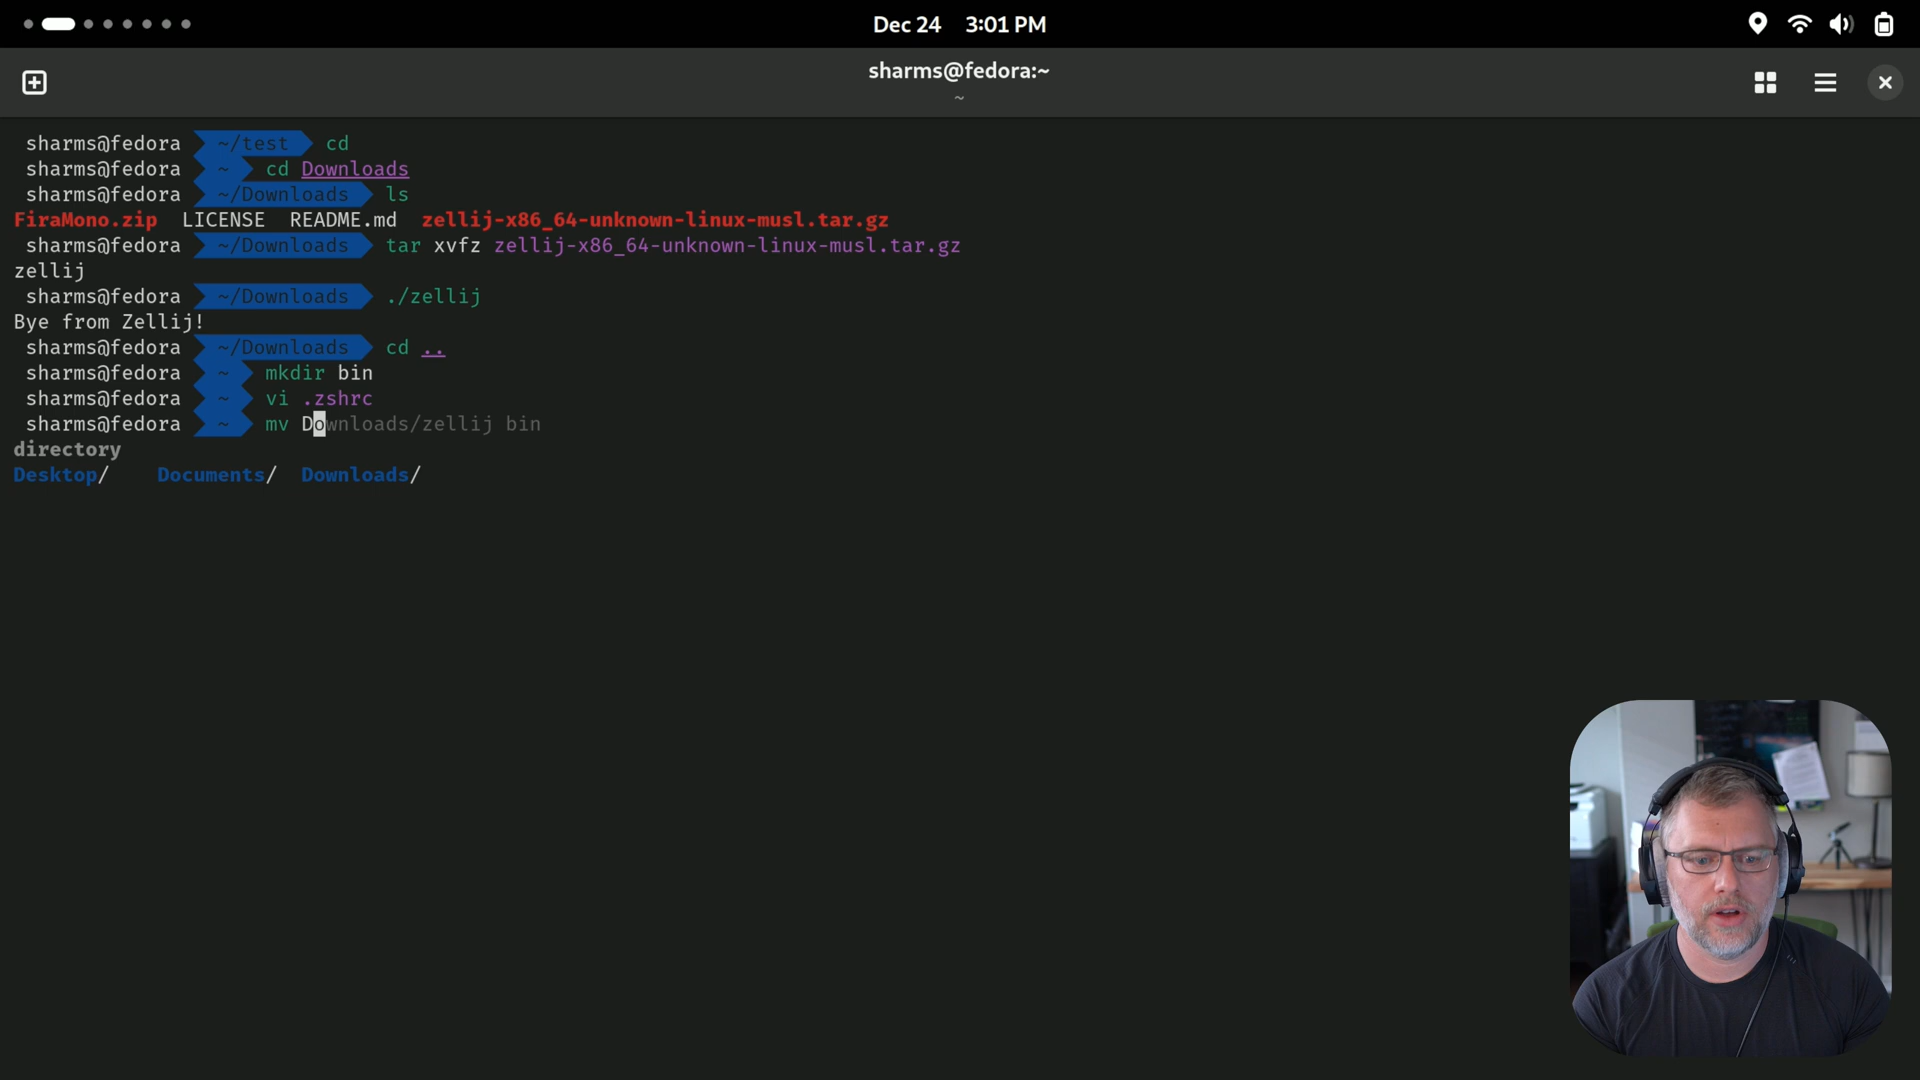 Dec 24 3:01 PM
sharms@fedora:~
~
sharms@fedora ~/test cd
sharms@fedora ~ cd Downloads
sharms@fedora ~/Downloads ls
FiraMono.zip LICENSE README.md zellij-x86_64-unknown-linux-musl.tar.gz
sharms@fedora ~/Downloads tar xvfz zellij-x86_64-unknown-linux-musl.tar.gz
zellij
sharms@fedora ~/Downloads ./zellij
Bye from Zellij!
sharms@fedora ~/Downloads cd ..
sharms@fedora ~ mkdir bin
sharms@fedora ~ vi .zshrc
sharms@fedora ~ mv Downloads/zellij bin
directory
Desktop/ Documents/ Downloads/